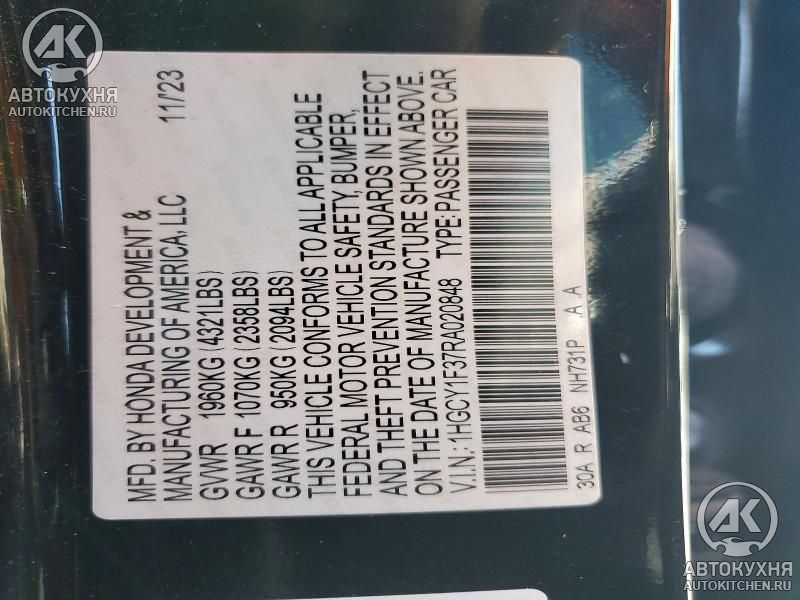 MFD. BY HONDA DEVELOPMENT &
MANUFACTURING OF AMERICA, LLC 11/23
GVWR 1960KG (4321LBS)
GAWR F 1070KG (2358LBS)
GAWR R 950KG (2094LBS)
THIS VEHICLE CONFORMS TO ALL APPLICABLE
FEDERAL MOTOR VEHICLE SAFETY, BUMPER,
AND THEFT PREVENTION STANDARDS IN EFFECT
ON THE DATE OF MANUFACTURE SHOWN ABOVE.
V.I.N.: 1HGCY1F37RA020848 TYPE: PASSENGER CAR
30A R AB6 NH731P A .A
АК
АВТОКУХНЯ
AUTOKITCHEN.RU
АК
АВТОКУХНЯ
AUTOKITCHEN.RU